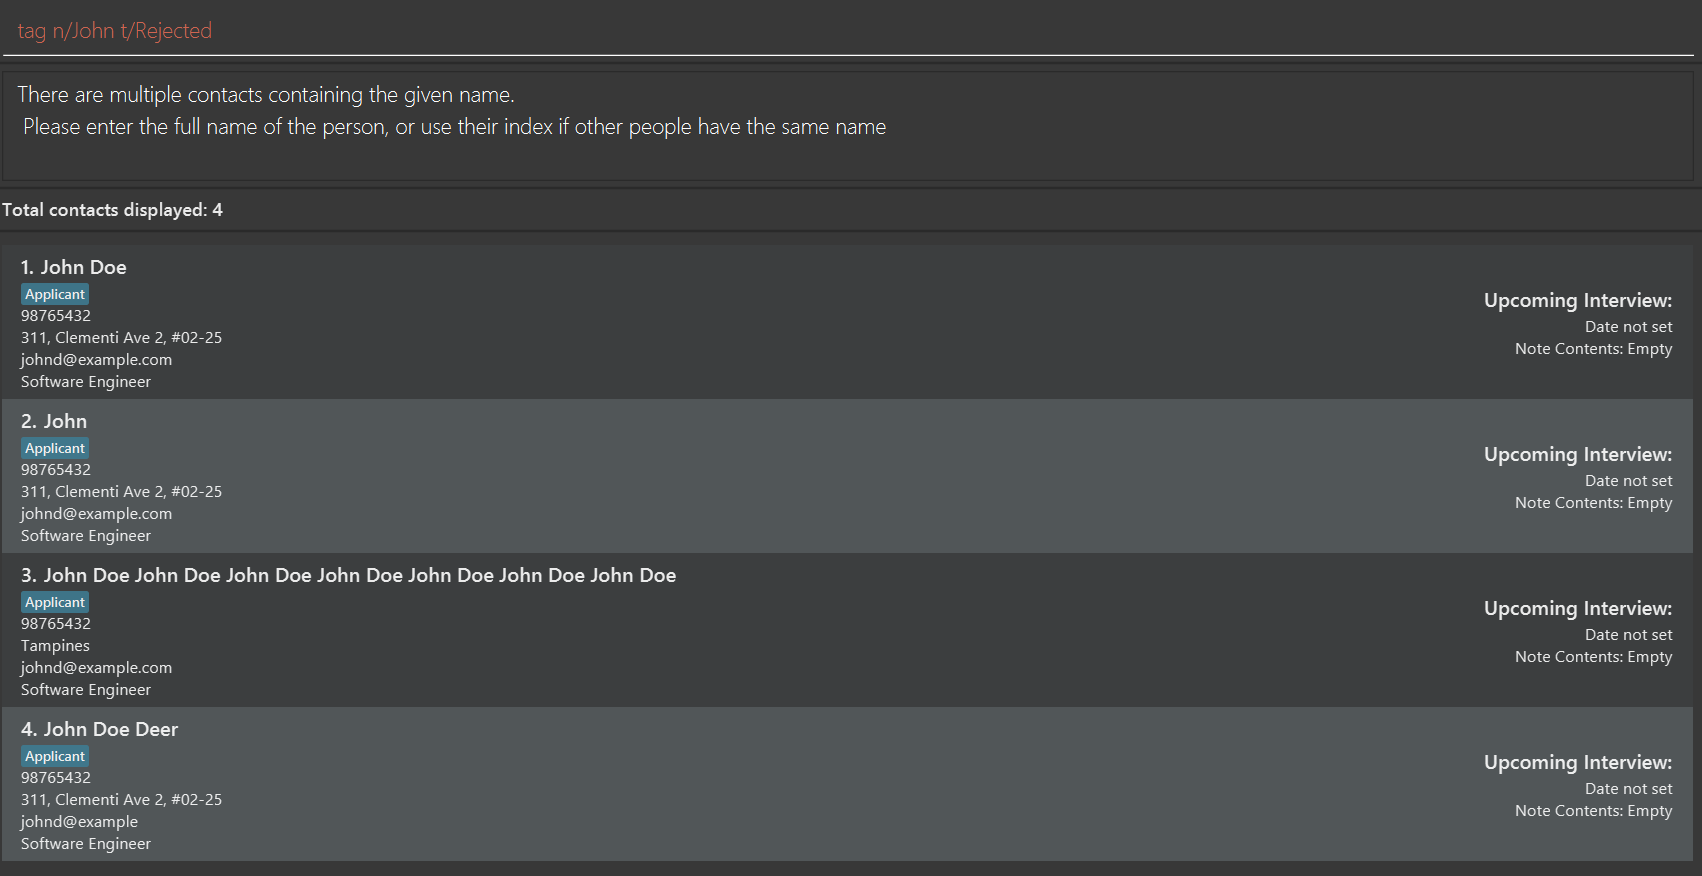 tag n/John t/Rejected
There are multiple contacts containing the given name.
Please enter the full name of the person, or use their index if other people have the same name
Total contacts displayed: 4
1. John Doe
Applicant
98765432
311, Clementi Ave 2, #02-25
johnd@example.com
Software Engineer
Upcoming Interview:
Date not set
Note Contents: Empty
2. John
Applicant
98765432
311, Clementi Ave 2, #02-25
johnd@example.com
Software Engineer
Upcoming Interview:
Date not set
Note Contents: Empty
3. John Doe John Doe John Doe John Doe John Doe John Doe John Doe
Applicant
98765432
Tampines
johnd@example.com
Software Engineer
Upcoming Interview:
Date not set
Note Contents: Empty
4. John Doe Deer
Applicant
98765432
311, Clementi Ave 2, #02-25
johnd@example
Software Engineer
Upcoming Interview:
Date not set
Note Contents: Empty